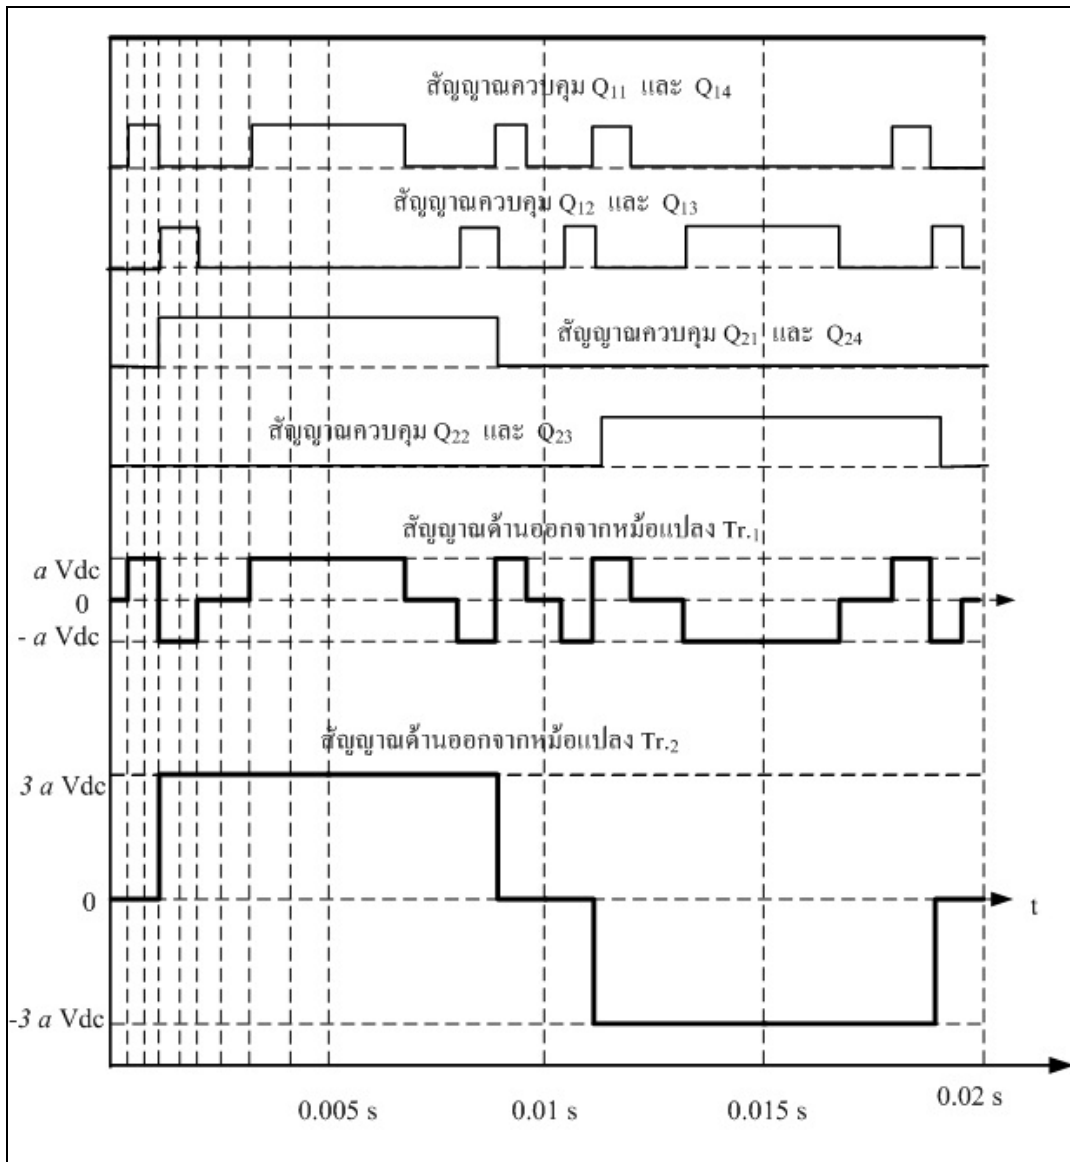 สัญญาณควบคุม Q11 และ Q14
สัญญาณควบคุม Q12 และ Q13
สัญญาณควบคุม Q21 และ Q24
สัญญาณควบคุม Q22 และ Q23
สัญญาณด้านออกจากหม้อแปลง Tr.1
a Vdc
0
- a Vdc
สัญญาณด้านออกจากหม้อแปลง Tr.2
3 a Vdc
0
t
-3 a Vdc
0.005 s
0.01 s
0.015 s
0.02 s